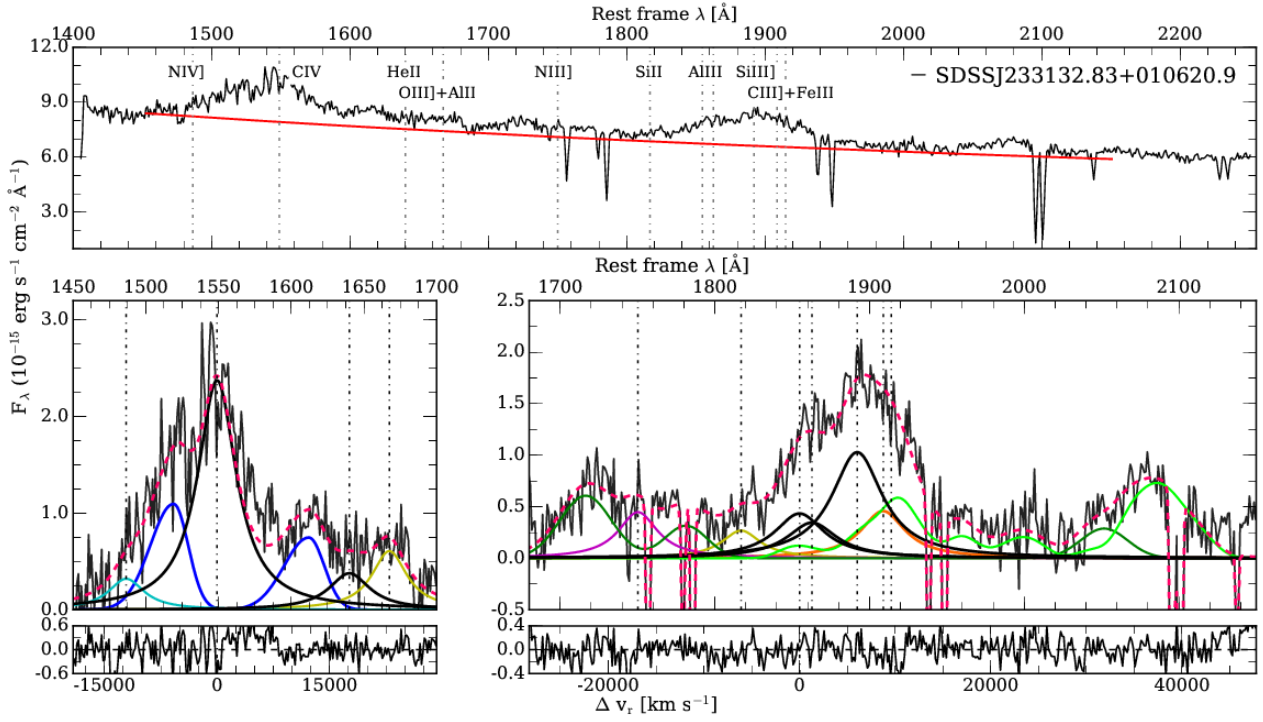 Rest frame λ [Å]
1400 1500 1600 1700 1800 1900 2000 2100 2200
12.0
9.0
6.0
3.0
NIV] CIV HeII NIII] SiII AlIII SiIII]
OIII]+AlII CIII]+FeIII
— SDSSJ233132.83+010620.9
F_λ (10⁻¹⁵ erg s⁻¹ cm⁻² Å⁻¹)
Rest frame λ [Å]
1450 1500 1550 1600 1650 1700
3.0
2.0
1.0
0.0
0.6
0.0
-0.6
-15000 0 15000
1700 1800 1900 2000 2100
2.5
2.0
1.5
1.0
0.5
0.0
-0.5
0.4
0.0
-0.4
-20000 0 20000 40000
Δ v_r [km s⁻¹]